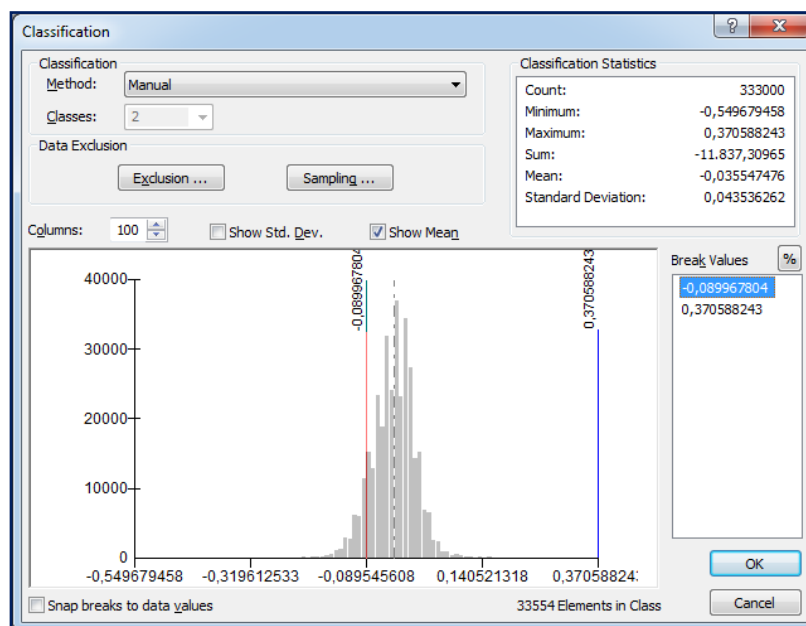 Classification
Classification
Method: Manual
Classes: 2
Data Exclusion
Exclusion ...
Sampling ...
Classification Statistics
Count: 333000
Minimum: -0,549679458
Maximum: 0,370588243
Sum: -11.837,30965
Mean: -0,035547476
Standard Deviation: 0,043536262
Columns: 100
Show Std. Dev.
Show Mean
Break Values
%
-0,089967804
0,370588243
-0,089967804
0,370588243
40000
30000
20000
10000
0
-0,549679458 -0,319612533 -0,089545608 0,140521318 0,370588243
OK
Snap breaks to data values
33554 Elements in Class
Cancel